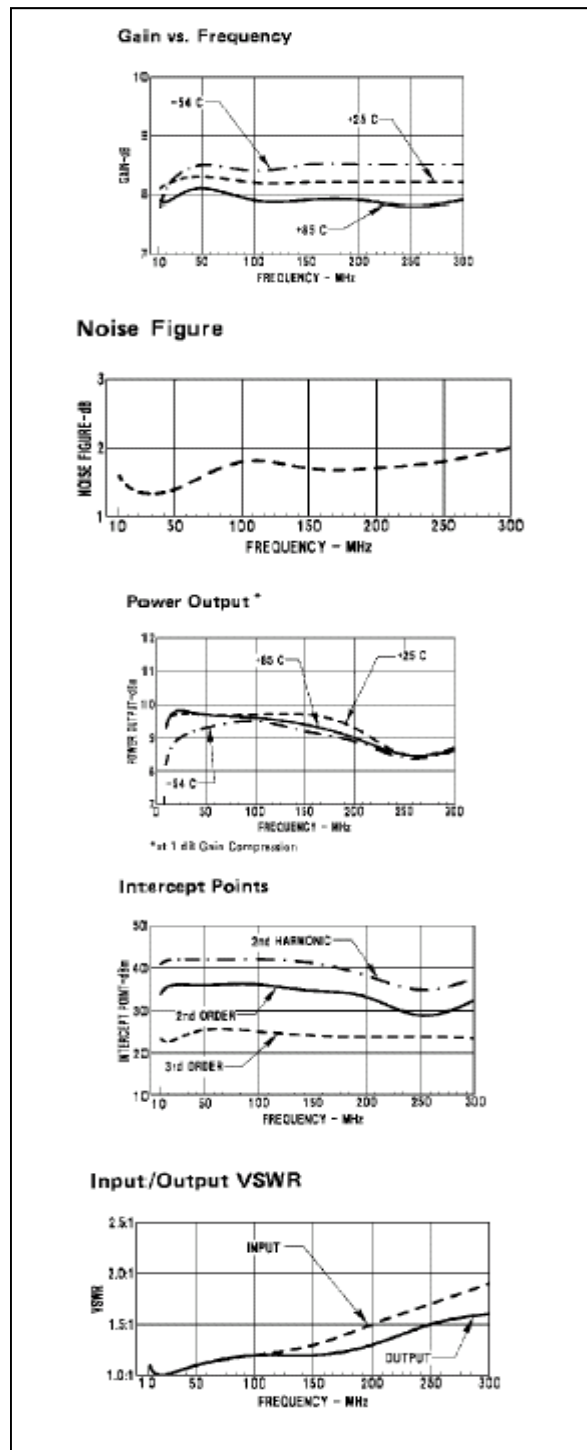 Gain vs. Frequency
10
-54 C
+25 C
9
GAIN-dB
8
+85 C
7
10 50 100 150 200 250 300
FREQUENCY - MHz
Noise Figure
3
NOISE FIGURE-dB
2
1
10 50 100 150 200 250 300
FREQUENCY - MHz
Power Output *
12
+85 C
+25 C
11
10
POWER OUTPUT-dBm
9
8
-54 C
7
0 50 100 150 200 250 300
FREQUENCY - MHz
*at 1 dB Gain Compression
Intercept Points
50
2nd HARMONIC
40
INTERCEPT POINT-dBm
30
2nd ORDER
20
3rd ORDER
10
10 50 100 150 200 250 300
FREQUENCY - MHz
Input/Output VSWR
2.5:1
INPUT
2.0:1
VSWR
1.5:1
OUTPUT
1.0:1
10 50 100 150 200 250 300
FREQUENCY - MHz